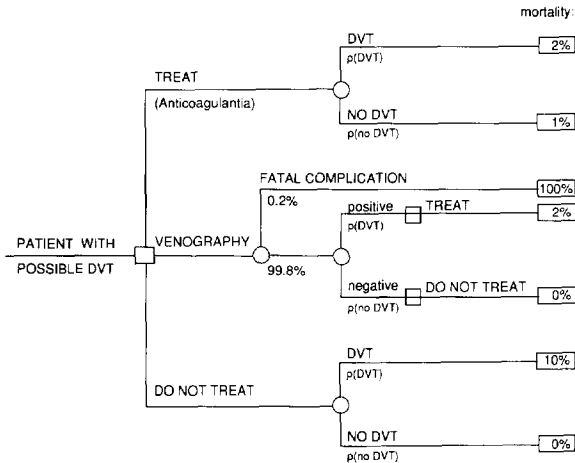 mortality:
DVT
p(DVT)
2%
TREAT
(Anticoagulantia)
NO DVT
p(no DVT)
1%
FATAL COMPLICATION
0.2%
100%
positive
p(DVT)
TREAT
2%
PATIENT WITH
POSSIBLE DVT
VENOGRAPHY
99.8%
negative
p(no DVT)
DO NOT TREAT
0%
DVT
p(DVT)
10%
DO NOT TREAT
NO DVT
p(no DVT)
0%